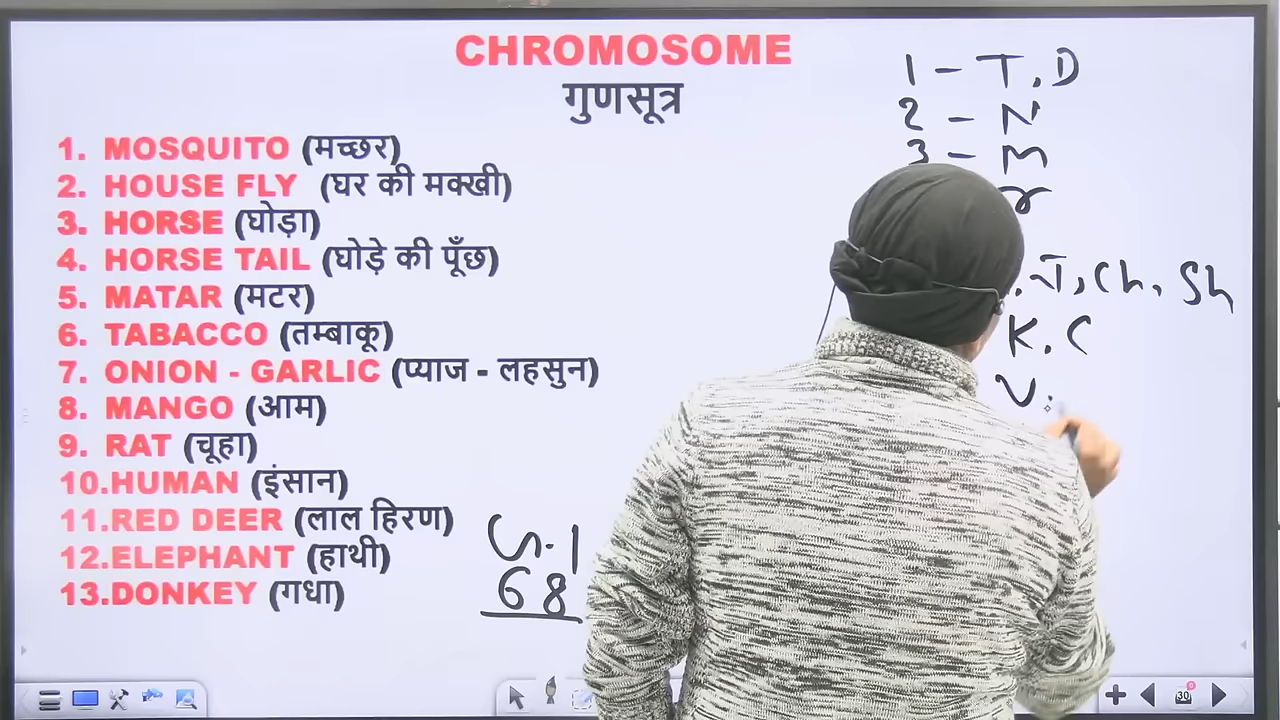 CHROMOSOME
गुणसूत्र
1. MOSQUITO (मच्छर)
2. HOUSE FLY (घर की मक्खी)
3. HORSE (घोड़ा)
4. HORSE TAIL (घोड़े की पूँछ)
5. MATAR (मटर)
6. TABACCO (तम्बाकू)
7. ONION - GARLIC (प्याज - लहसुन)
8. MANGO (आम)
9. RAT (चूहा)
10.HUMAN (इंसान)
11.RED DEER (लाल हिरण)
12.ELEPHANT (हाथी)
13.DONKEY (गधा)
68
1 - T, D
2 - N
3 - M
J, Ch, Sh
K, C
V.
30